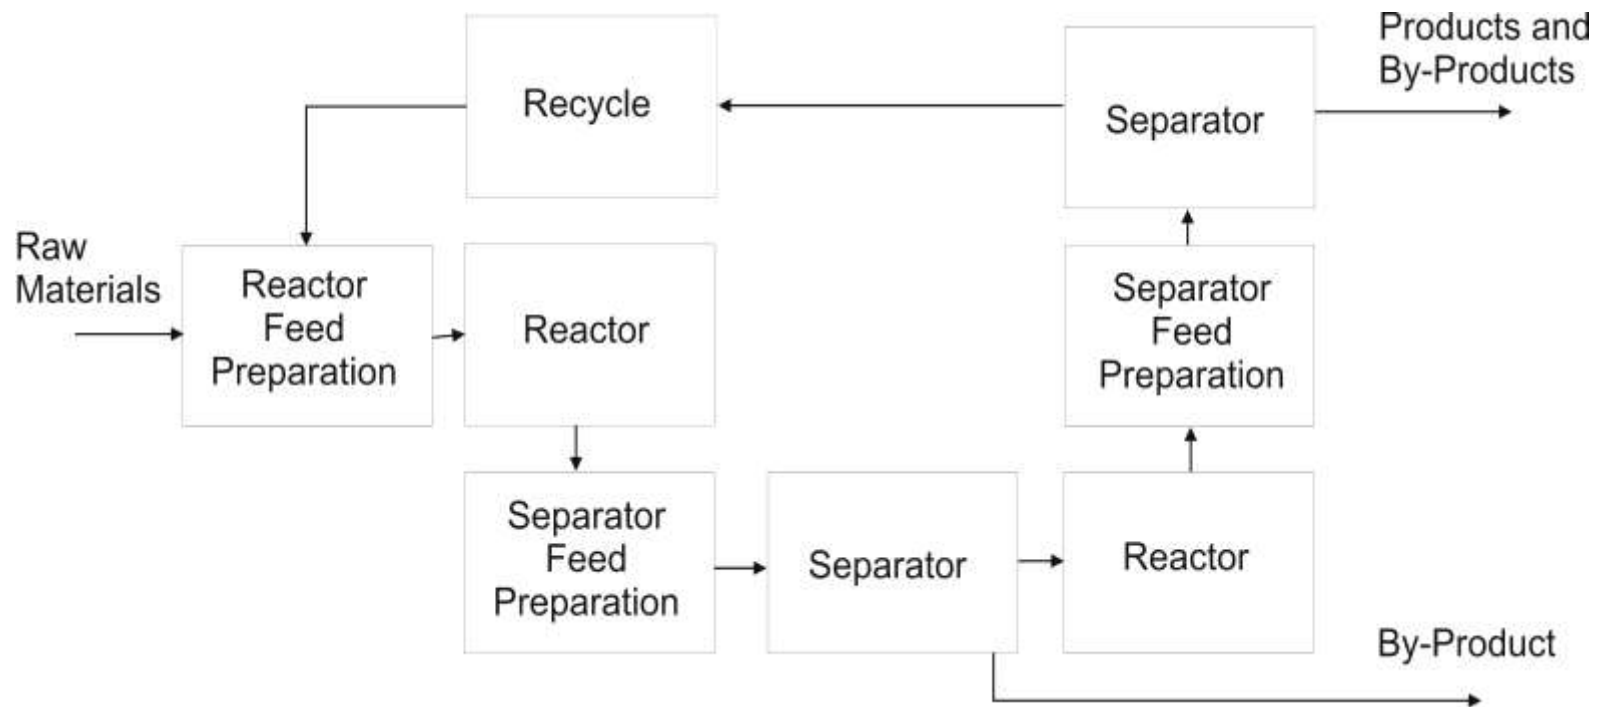 Products and
By-Products
Recycle
Separator
Raw
Materials
Reactor
Feed
Preparation
Reactor
Separator
Feed
Preparation
Separator
Feed
Preparation
Separator
Reactor
By-Product